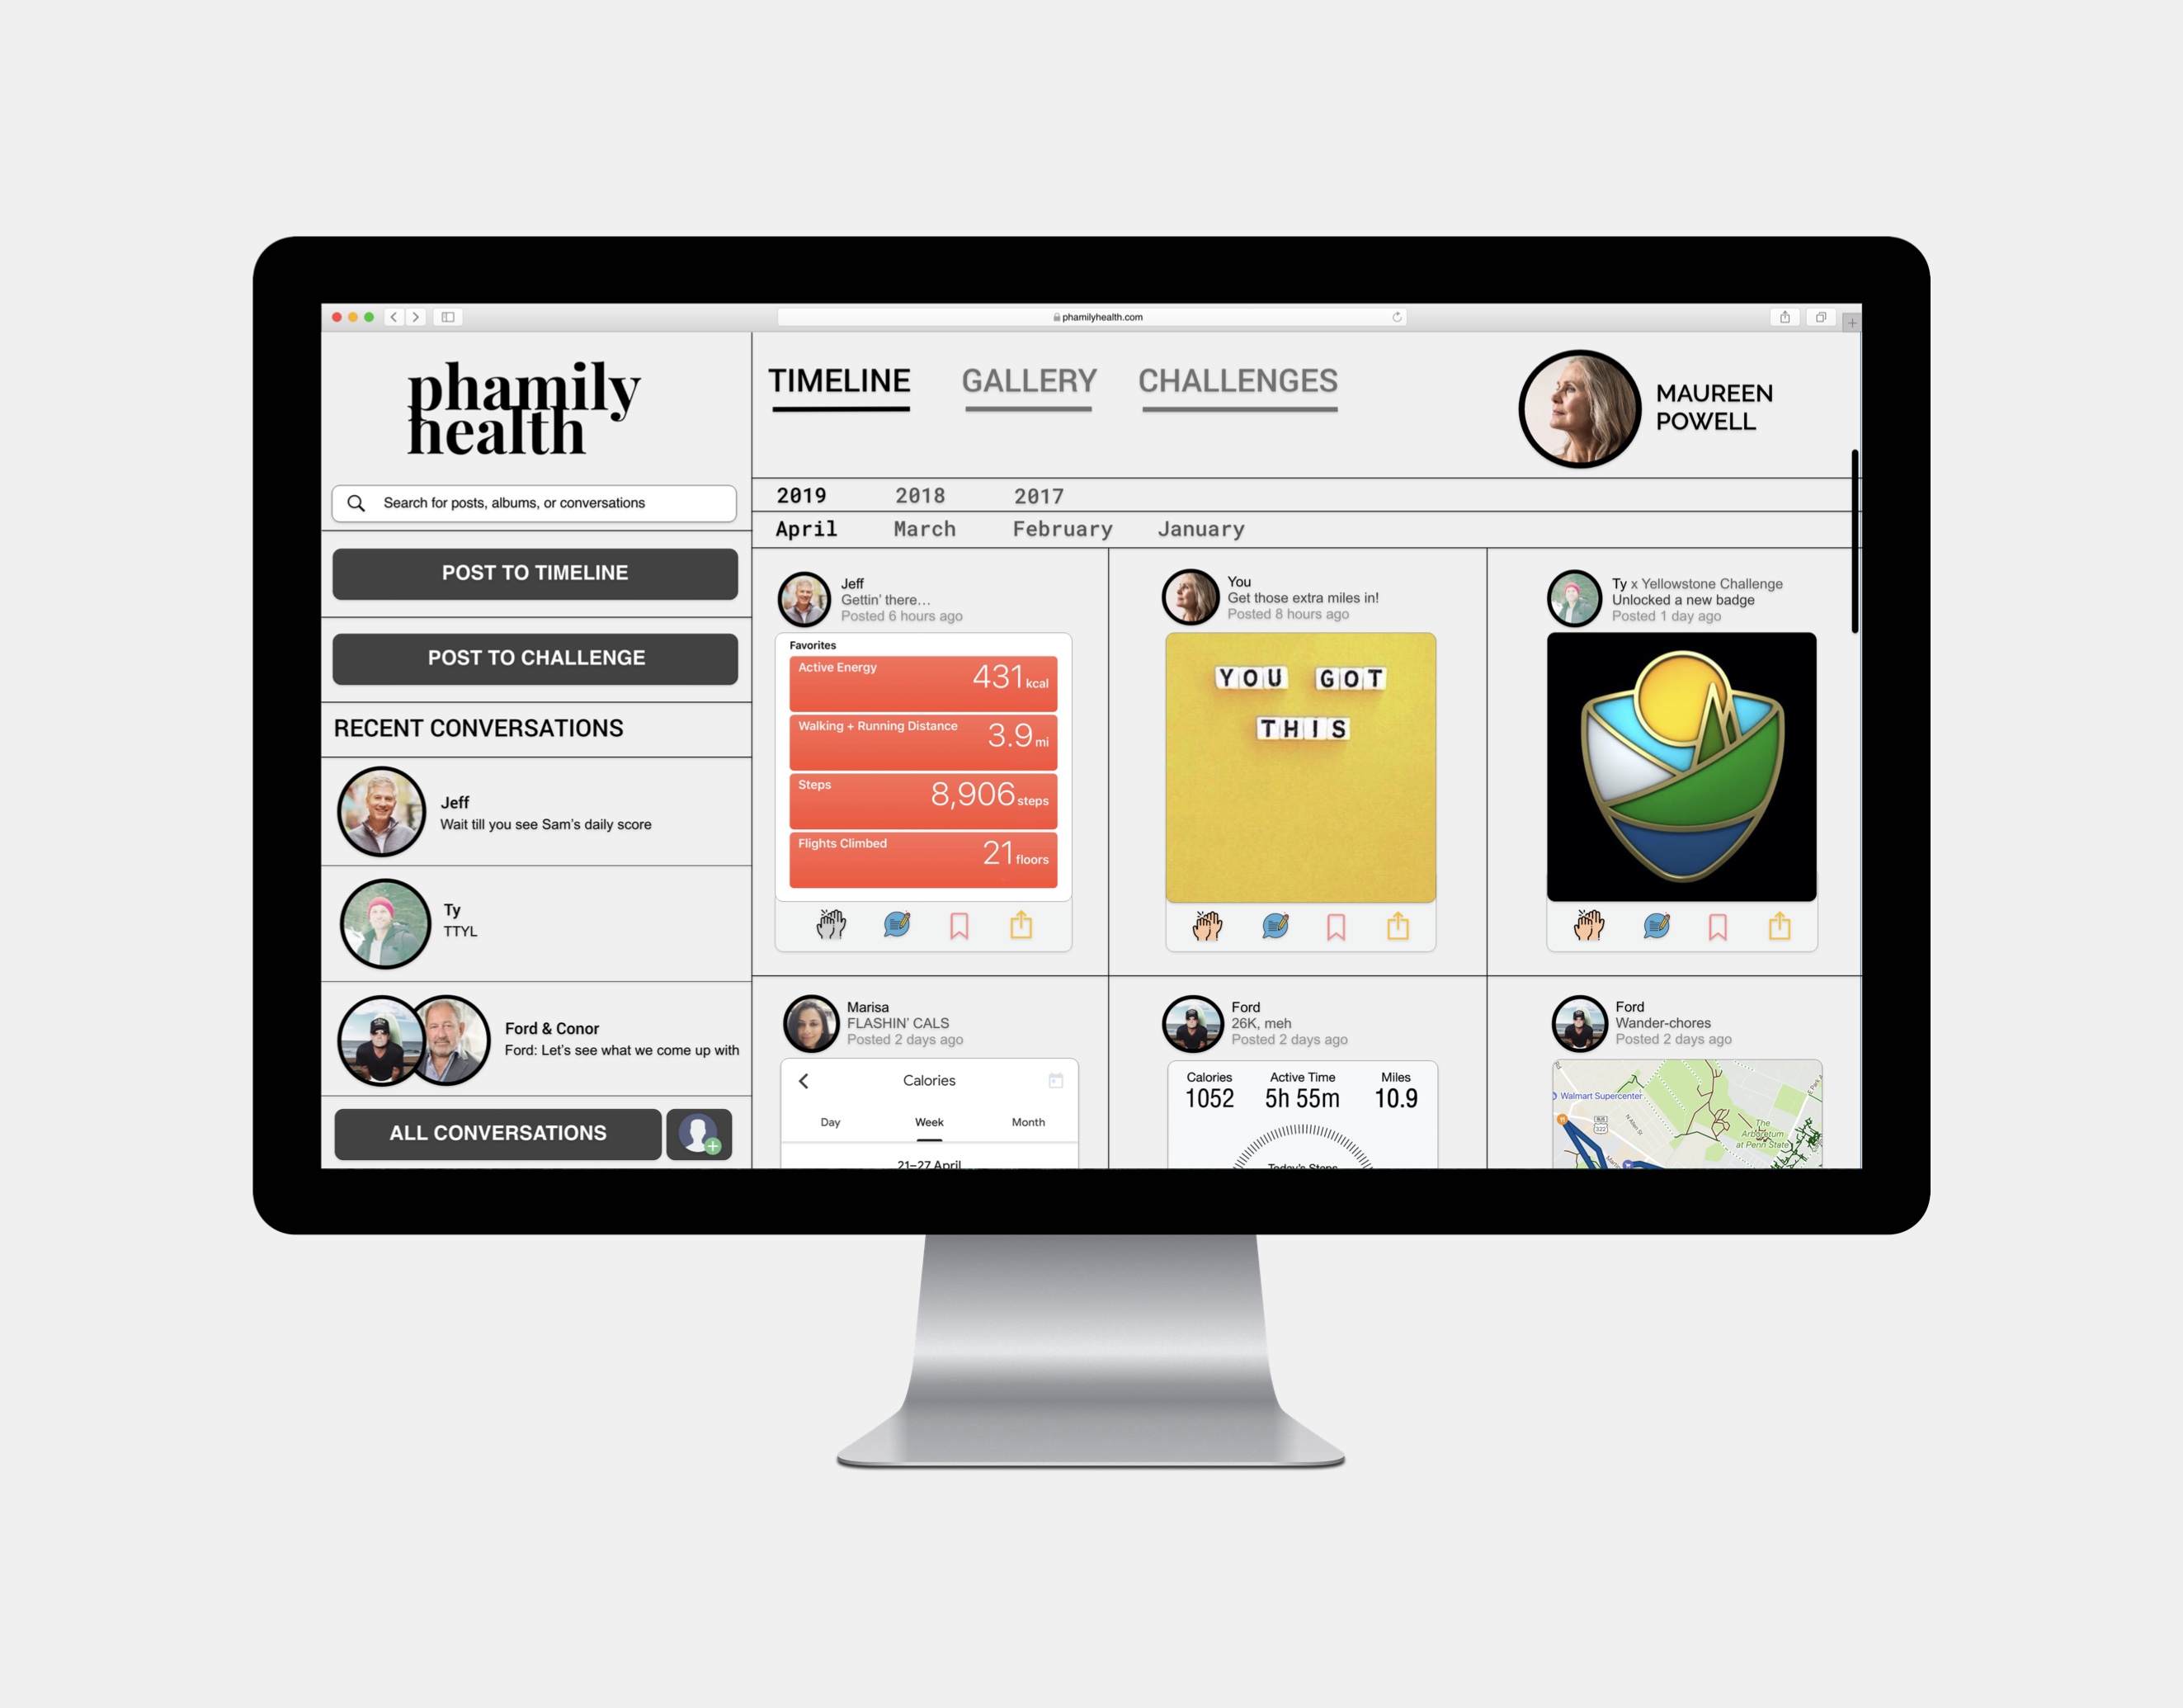 phamilyhealth.com
phamily
health
Search for posts, albums, or conversations
POST TO TIMELINE
POST TO CHALLENGE
RECENT CONVERSATIONS
Jeff
Wait till you see Sam's daily score
Ty
TTYL
Ford & Conor
Ford: Let's see what we come up with
ALL CONVERSATIONS
TIMELINE GALLERY CHALLENGES
MAUREEN
POWELL
2019 2018 2017
April March February January
Jeff
Gettin' there…
Posted 6 hours ago
Favorites
Active Energy 431 kcal
Walking + Running Distance 3.9 mi
Steps 8,906 steps
Flights Climbed 21 floors
You
Get those extra miles in!
Posted 8 hours ago
YOU GOT
THIS
Ty x Yellowstone Challenge
Unlocked a new badge
Posted 1 day ago
Marisa
FLASHIN' CALS
Posted 2 days ago
Calories
Day Week Month
21–27 April
Ford
26K, meh
Posted 2 days ago
Calories Active Time Miles
1052 5h 55m 10.9
Today's Steps
Ford
Wander-chores
Posted 2 days ago
Walmart Supercenter
322
N Allen St
The
Arboretum
at Penn State